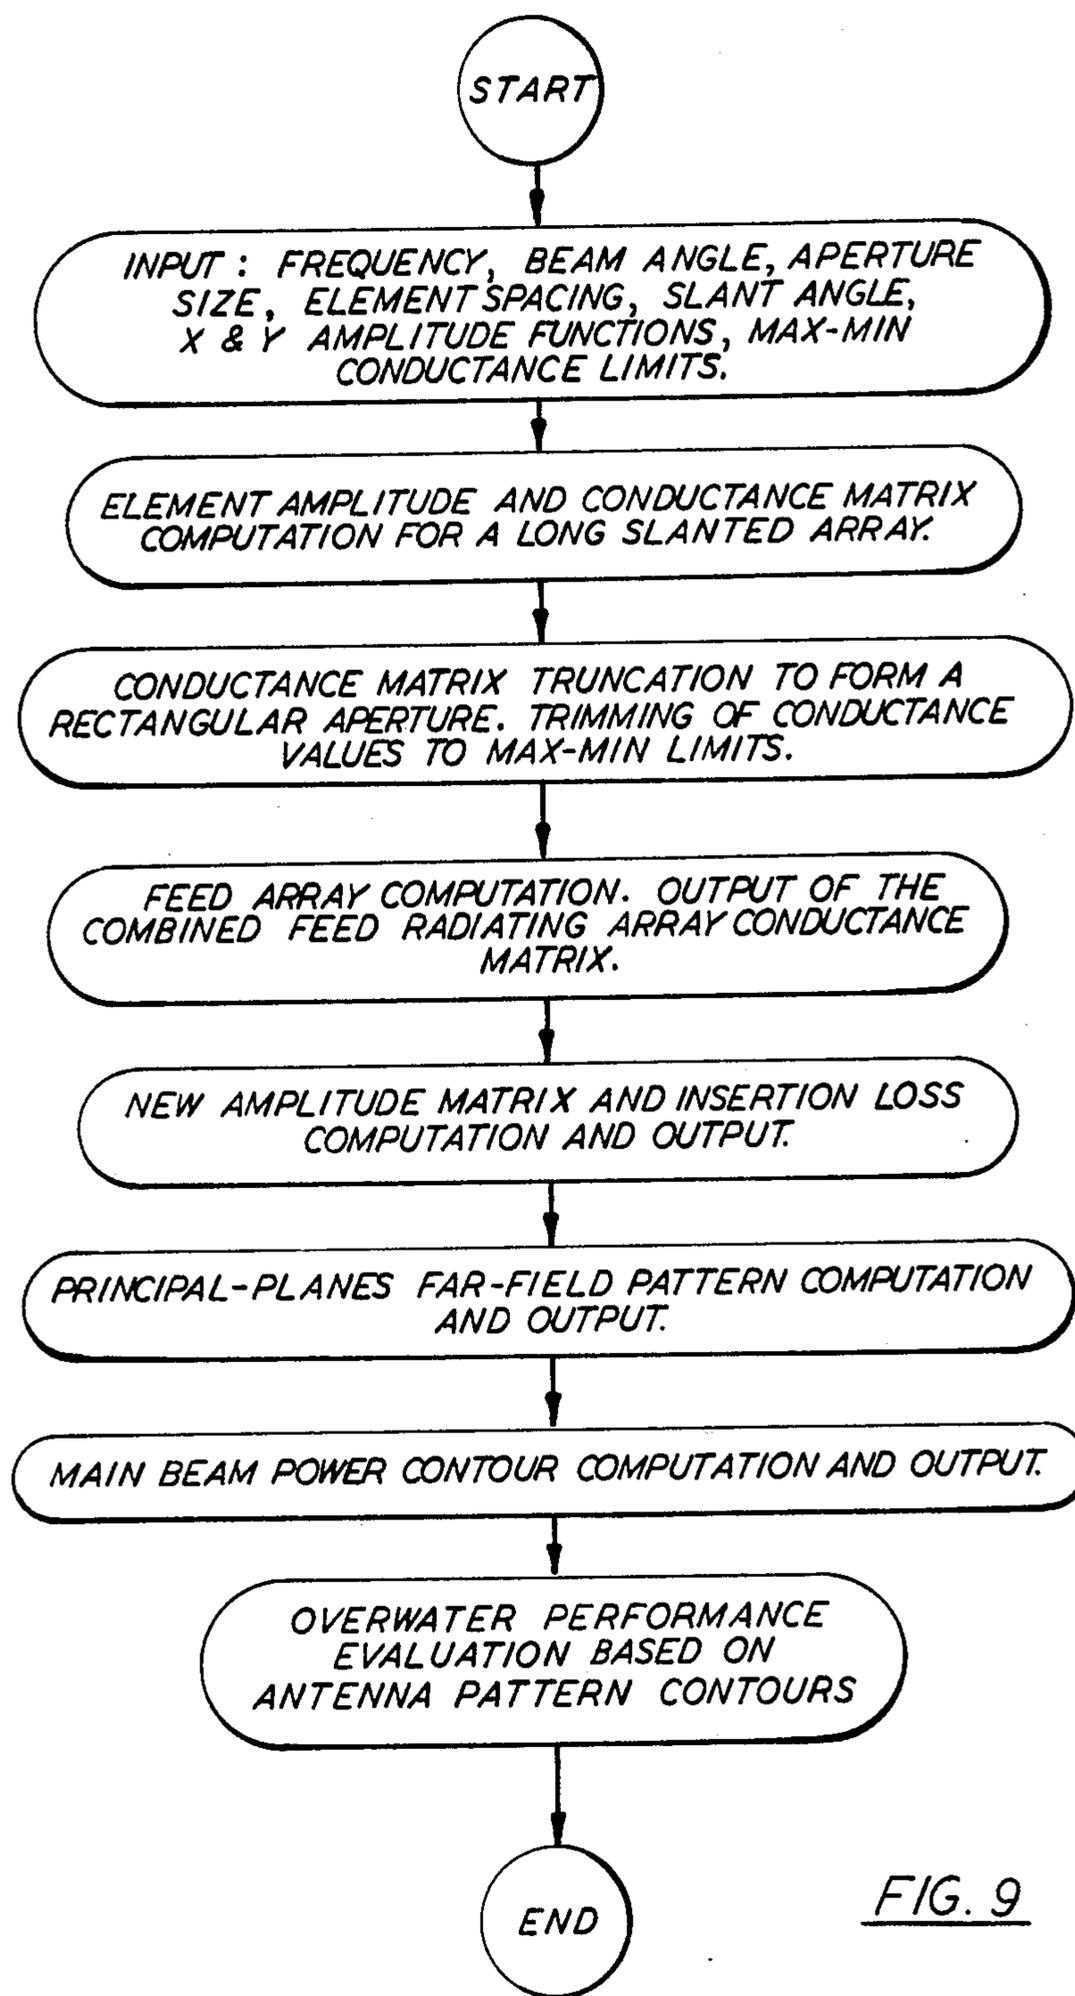 START
INPUT : FREQUENCY, BEAM ANGLE, APERTURE
SIZE, ELEMENT SPACING, SLANT ANGLE,
X & Y AMPLITUDE FUNCTIONS, MAX-MIN
CONDUCTANCE LIMITS.
ELEMENT AMPLITUDE AND CONDUCTANCE MATRIX
COMPUTATION FOR A LONG SLANTED ARRAY.
CONDUCTANCE MATRIX TRUNCATION TO FORM A
RECTANGULAR APERTURE. TRIMMING OF CONDUCTANCE
VALUES TO MAX-MIN LIMITS.
FEED ARRAY COMPUTATION. OUTPUT OF THE
COMBINED FEED RADIATING ARRAY CONDUCTANCE
MATRIX.
NEW AMPLITUDE MATRIX AND INSERTION LOSS
COMPUTATION AND OUTPUT.
PRINCIPAL-PLANES FAR-FIELD PATTERN COMPUTATION
AND OUTPUT.
MAIN BEAM POWER CONTOUR COMPUTATION AND OUTPUT.
OVERWATER PERFORMANCE
EVALUATION BASED ON
ANTENNA PATTERN CONTOURS
END
FIG. 9